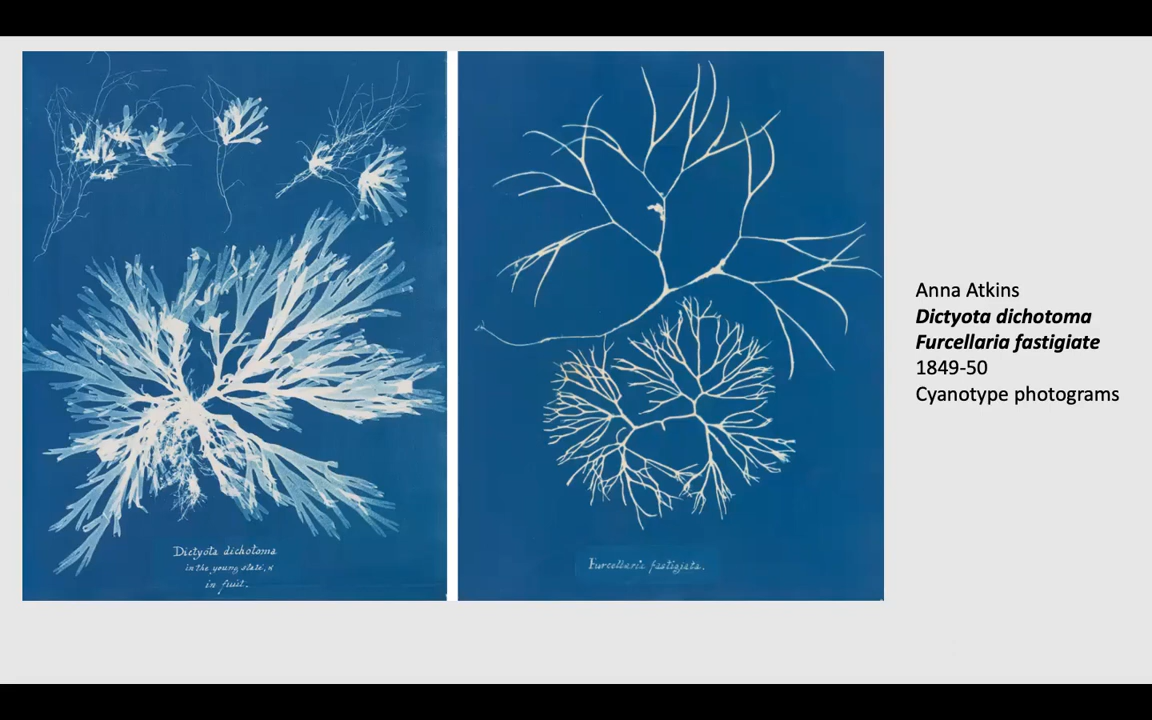 Dictyota dichotoma
in the young state, &
in fruit.
Furcellaria fastigiata.
Anna Atkins
Dictyota dichotoma
Furcellaria fastigiate
1849-50
Cyanotype photograms